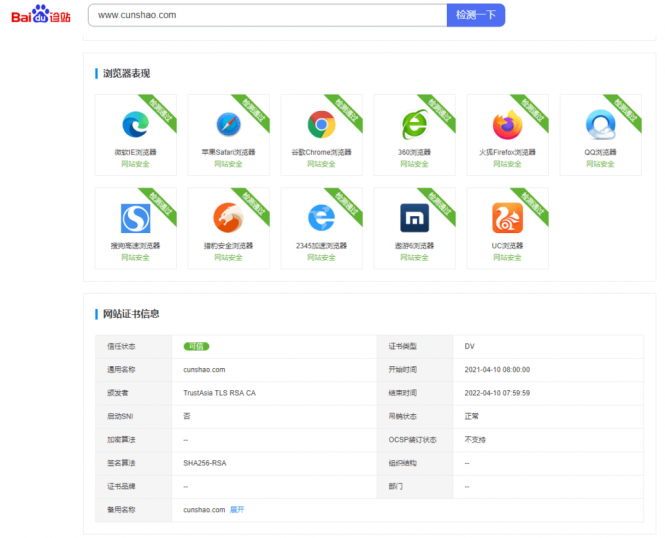 Bai du 诊站 www.cunshao.com 检测一下
浏览器表现
检测通过 检测通过 检测通过 检测通过 检测通过 检测通过
微软IE浏览器 苹果Safari浏览器 谷歌Chrome浏览器 360浏览器 火狐Firefox浏览器 QQ浏览器
网站安全 网站安全 网站安全 网站安全 网站安全 网站安全
检测通过 检测通过 检测通过 检测通过 检测通过
搜狗高速浏览器 猎豹安全浏览器 2345加速浏览器 遨游6浏览器 UC浏览器
网站安全 网站安全 网站安全 网站安全 网站安全
网站证书信息
信任状态 可信 证书类型 DV
通用名称 cunshao.com 开始时间 2021-04-10 08:00:00
颁发者 TrustAsia TLS RSA CA 结束时间 2022-04-10 07:59:59
启动SNI 否 吊销状态 正常
加密算法 -- OCSP装订状态 不支持
签名算法 SHA256-RSA 组织结构 --
证书品牌 -- 部门 --
备用名称 cunshao.com 展开